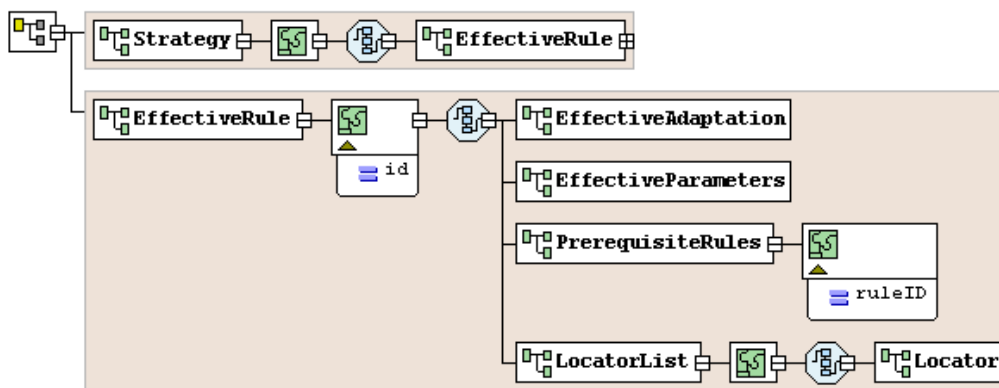 Strategy EffectiveRule
EffectiveRule EffectiveAdaptation
id
EffectiveParameters
PrerequisiteRules
ruleID
LocatorList Locator